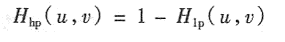 H_hp(u,v) = 1 - H_lp(u,v)